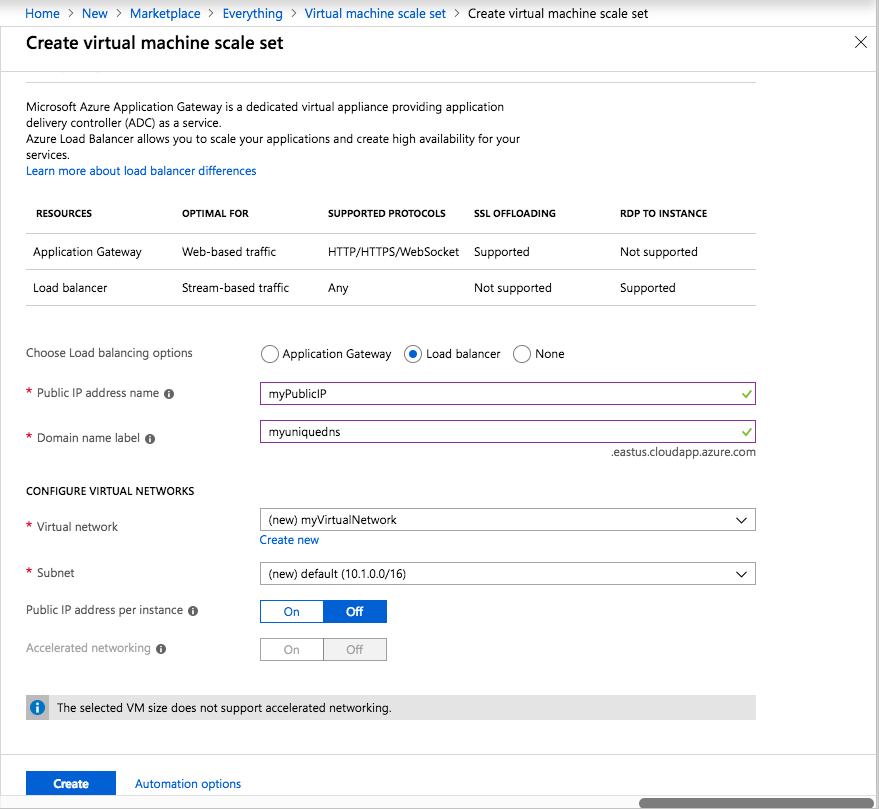 Home > New > Marketplace > Everything > Virtual machine scale set > Create virtual machine scale set
Create virtual machine scale set
Microsoft Azure Application Gateway is a dedicated virtual appliance providing application
delivery controller (ADC) as a service.
Azure Load Balancer allows you to scale your applications and create high availability for your
services.
Learn more about load balancer differences
RESOURCES OPTIMAL FOR SUPPORTED PROTOCOLS SSL OFFLOADING RDP TO INSTANCE
Application Gateway Web-based traffic HTTP/HTTPS/WebSocket Supported Not supported
Load balancer Stream-based traffic Any Not supported Supported
Choose Load balancing options Application Gateway Load balancer None
* Public IP address name myPublicIP
* Domain name label myuniquedns
.eastus.cloudapp.azure.com
CONFIGURE VIRTUAL NETWORKS
* Virtual network (new) myVirtualNetwork
Create new
* Subnet (new) default (10.1.0.0/16)
Public IP address per instance On Off
Accelerated networking On Off
The selected VM size does not support accelerated networking.
Create Automation options